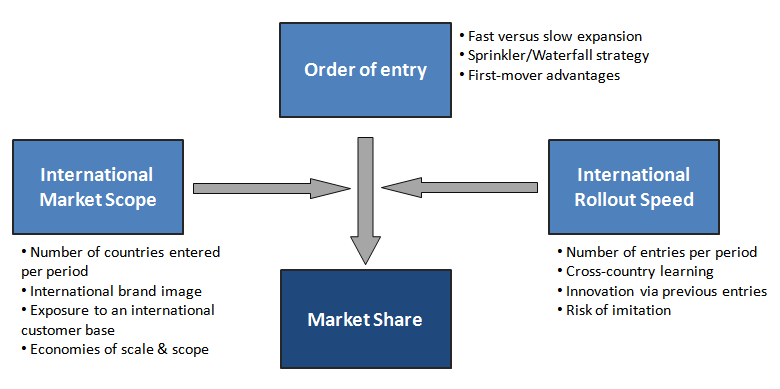 Order of entry
• Fast versus slow expansion
• Sprinkler/Waterfall strategy
• First-mover advantages
International
Market Scope
• Number of countries entered
per period
• International brand image
• Exposure to an international
customer base
• Economies of scale & scope
International
Rollout Speed
• Number of entries per period
• Cross-country learning
• Innovation via previous entries
• Risk of imitation
Market Share